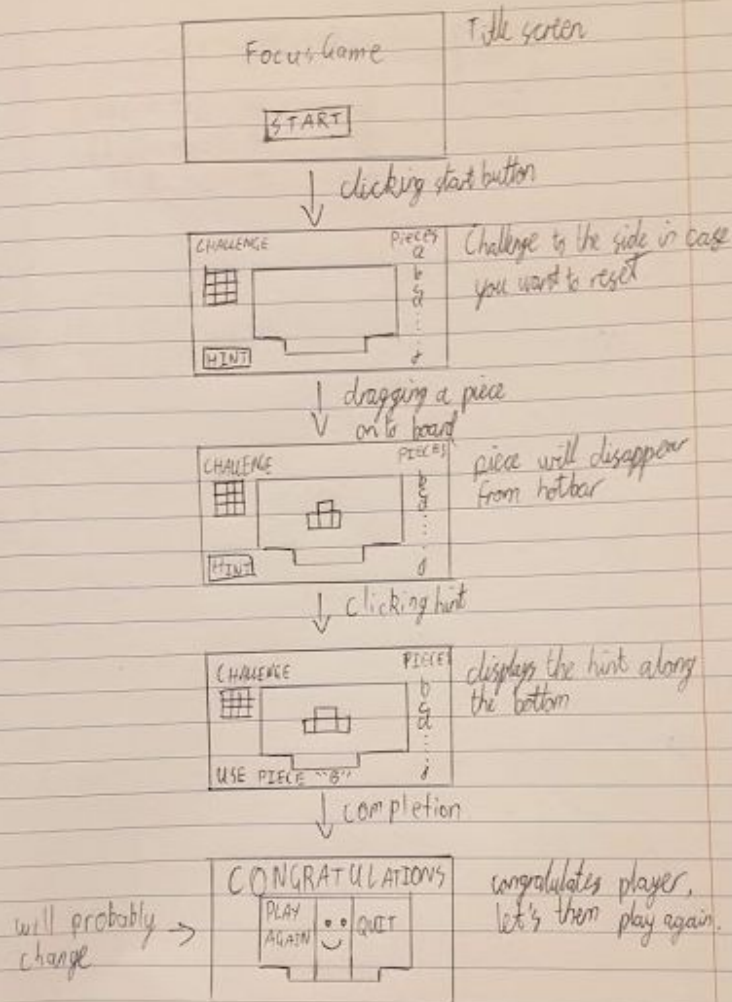 Title screen
FocusGame
START
clicking start button
CHALLENGE
PIECES
a
b
c
d
HINT
Challenge to the side in case
you want to reset
dragging a piece
onto board
CHALLENGE
PIECES
b
c
d
HINT
piece will disappear
from hotbar
clicking hint
CHALLENGE
PIECES
b
c
d
j
USE PIECE "B"
displays the hint along
the bottom
completion
CONGRATULATIONS
PLAY
AGAIN
QUIT
congratulates player,
let's them play again.
will probably
change